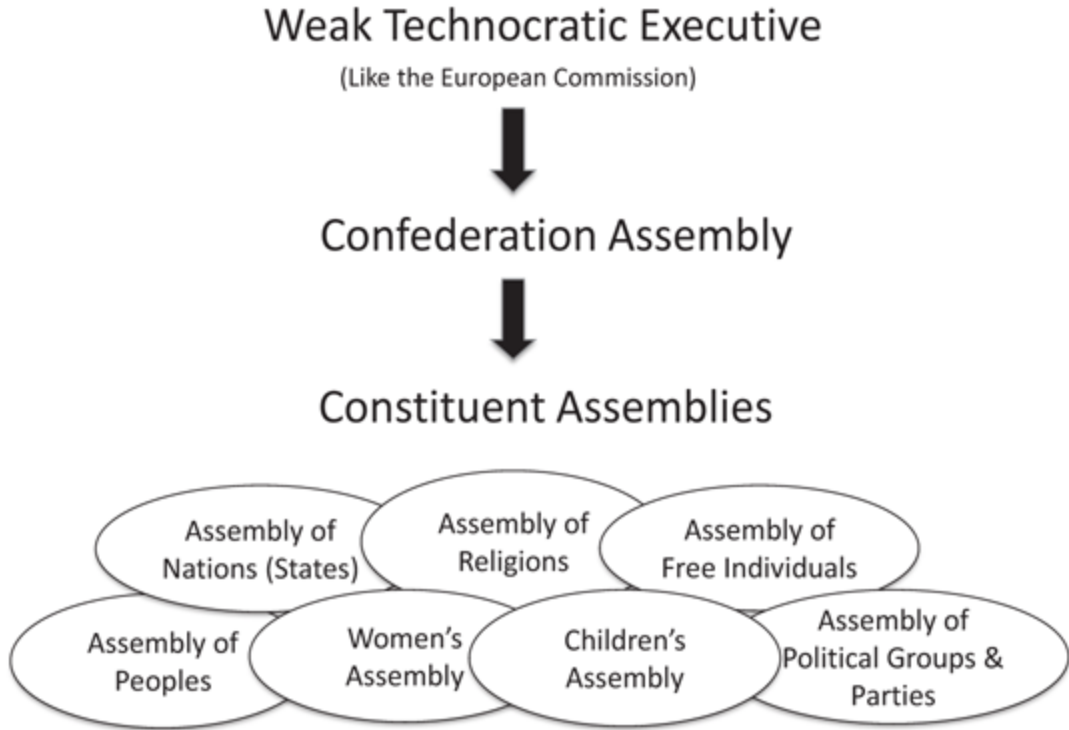 Weak Technocratic Executive
(Like the European Commission)
Confederation Assembly
Constituent Assemblies
Assembly of
Nations (States)
Assembly of
Religions
Assembly of
Free Individuals
Assembly of
Peoples
Women’s
Assembly
Children’s
Assembly
Assembly of
Political Groups &
Parties